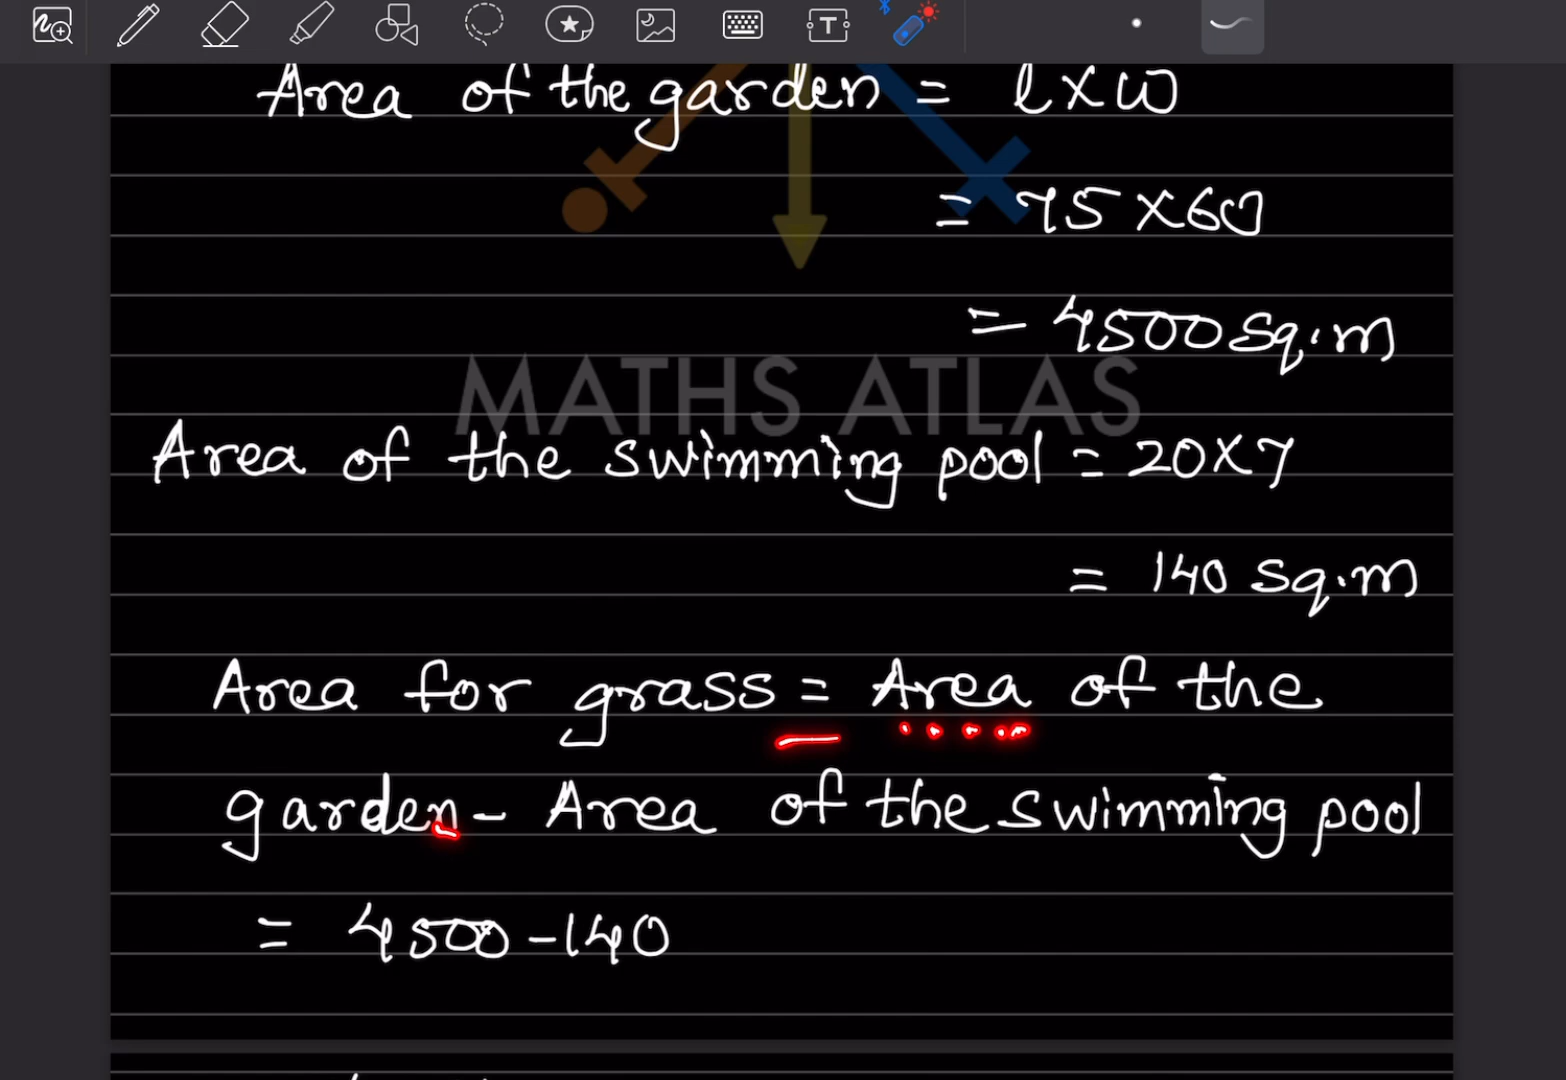 Area of the garden = l×w
= 75×60
= 4500 sq.m
MATHS ATLAS
Area of the swimming pool = 20×7
= 140 sq.m
Area for grass = Area of the
garden - Area of the swimming pool
= 4500-140